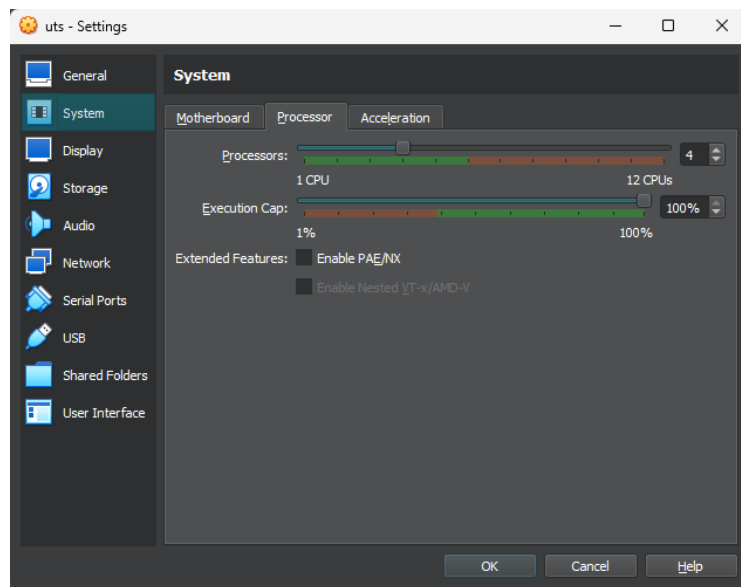 uts - Settings
General
System
Display
Storage
Audio
Network
Serial Ports
USB
Shared Folders
User Interface
System
Motherboard Processor Acceleration
Processors: 4
1 CPU 12 CPUs
Execution Cap: 100%
1% 100%
Extended Features: Enable PAE/NX
Enable Nested VT-x/AMD-V
OK Cancel Help